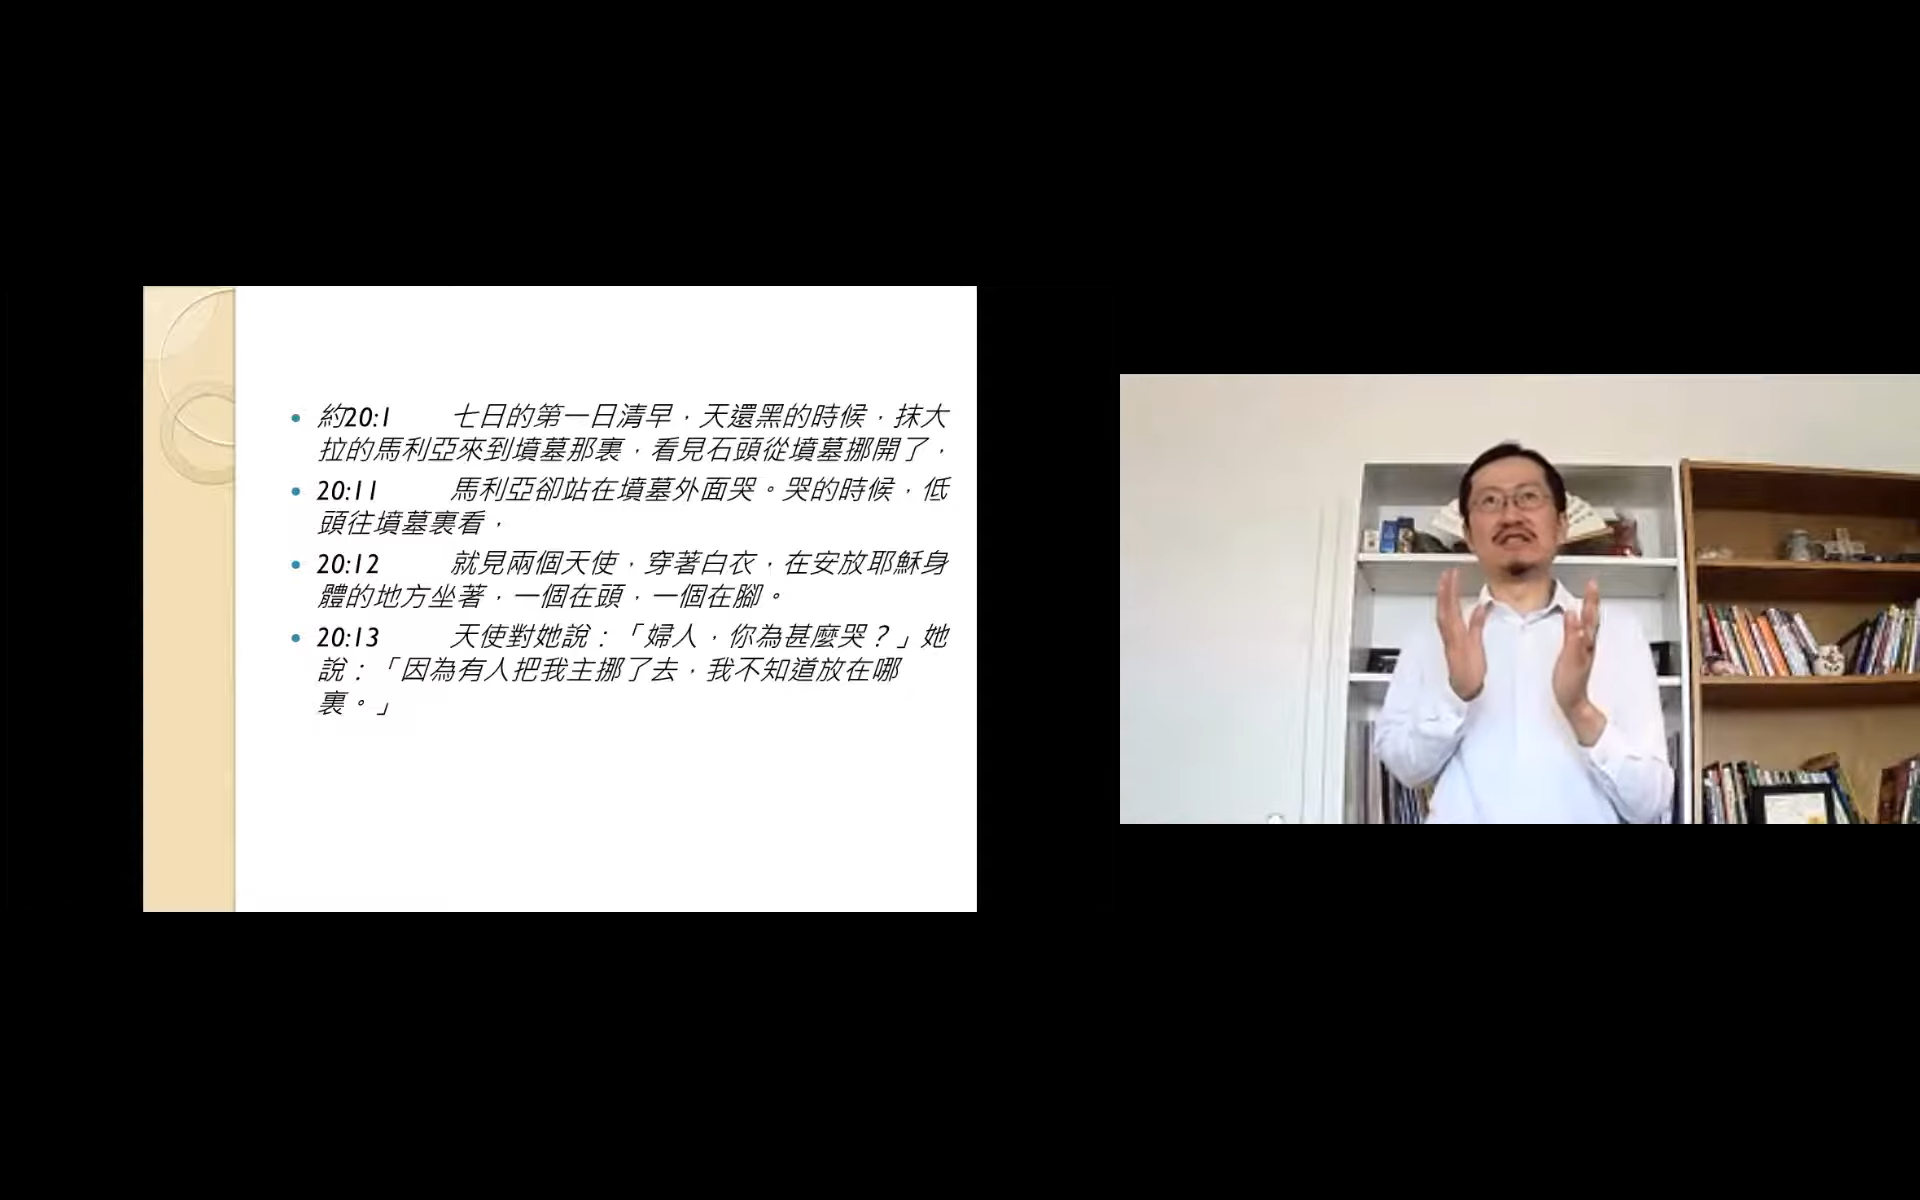 約20:1 七日的第一日清早，天還黑的時候，抹大
拉的馬利亞來到墳墓那裏，看見石頭從墳墓挪開了，
20:11 馬利亞卻站在墳墓外面哭。哭的時候，低
頭往墳墓裏看，
20:12 就見兩個天使，穿著白衣，在安放耶穌身
體的地方坐著，一個在頭，一個在腳。
20:13 天使對她說：「婦人，你為甚麼哭？」她
說：「因為有人把我主挪了去，我不知道放在哪
裏。」